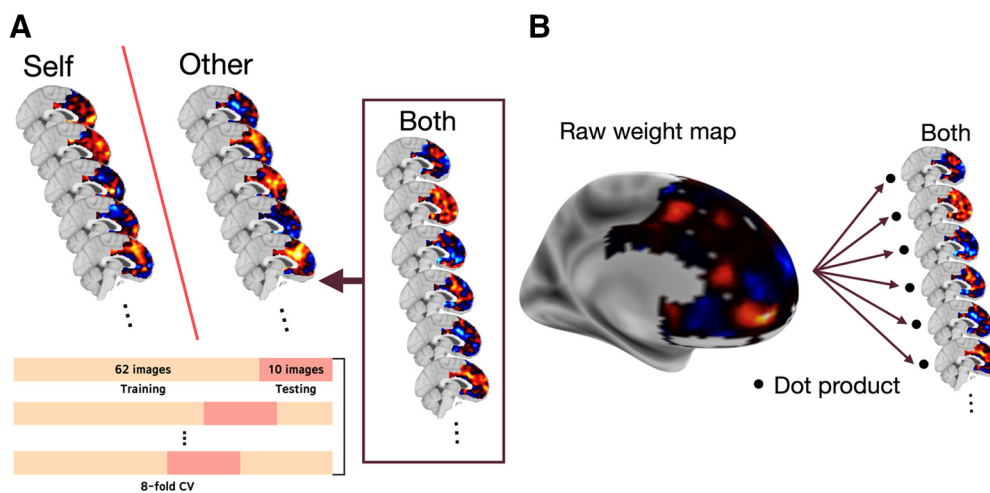 A
Self
Other
Both
62 images
10 images
Training
Testing
8-fold CV
B
Raw weight map
Both
Dot product